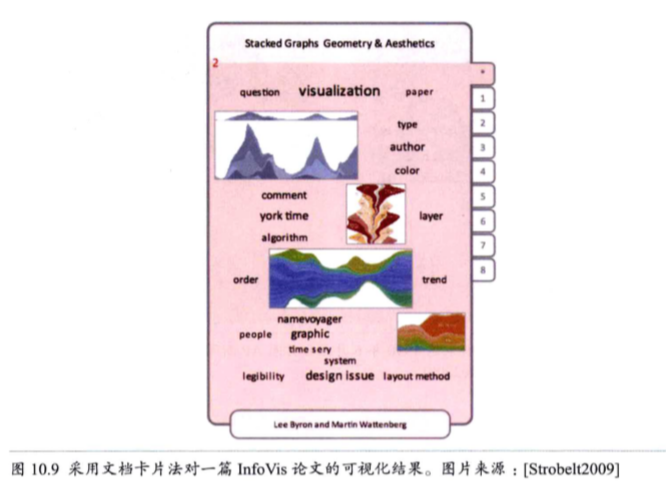 Stacked Graphs Geometry & Aesthetics
2
*
question visualization paper
1
type
2
author
3
color
4
comment
5
york time layer
6
algorithm
7
order trend
8
namevoyager
people graphic
time sery
system
legibility design issue layout method
Lee Byron and Martin Wattenberg
图 10.9 采用文档卡片法对一篇 InfoVis 论文的可视化结果。图片来源：[Strobelt2009]